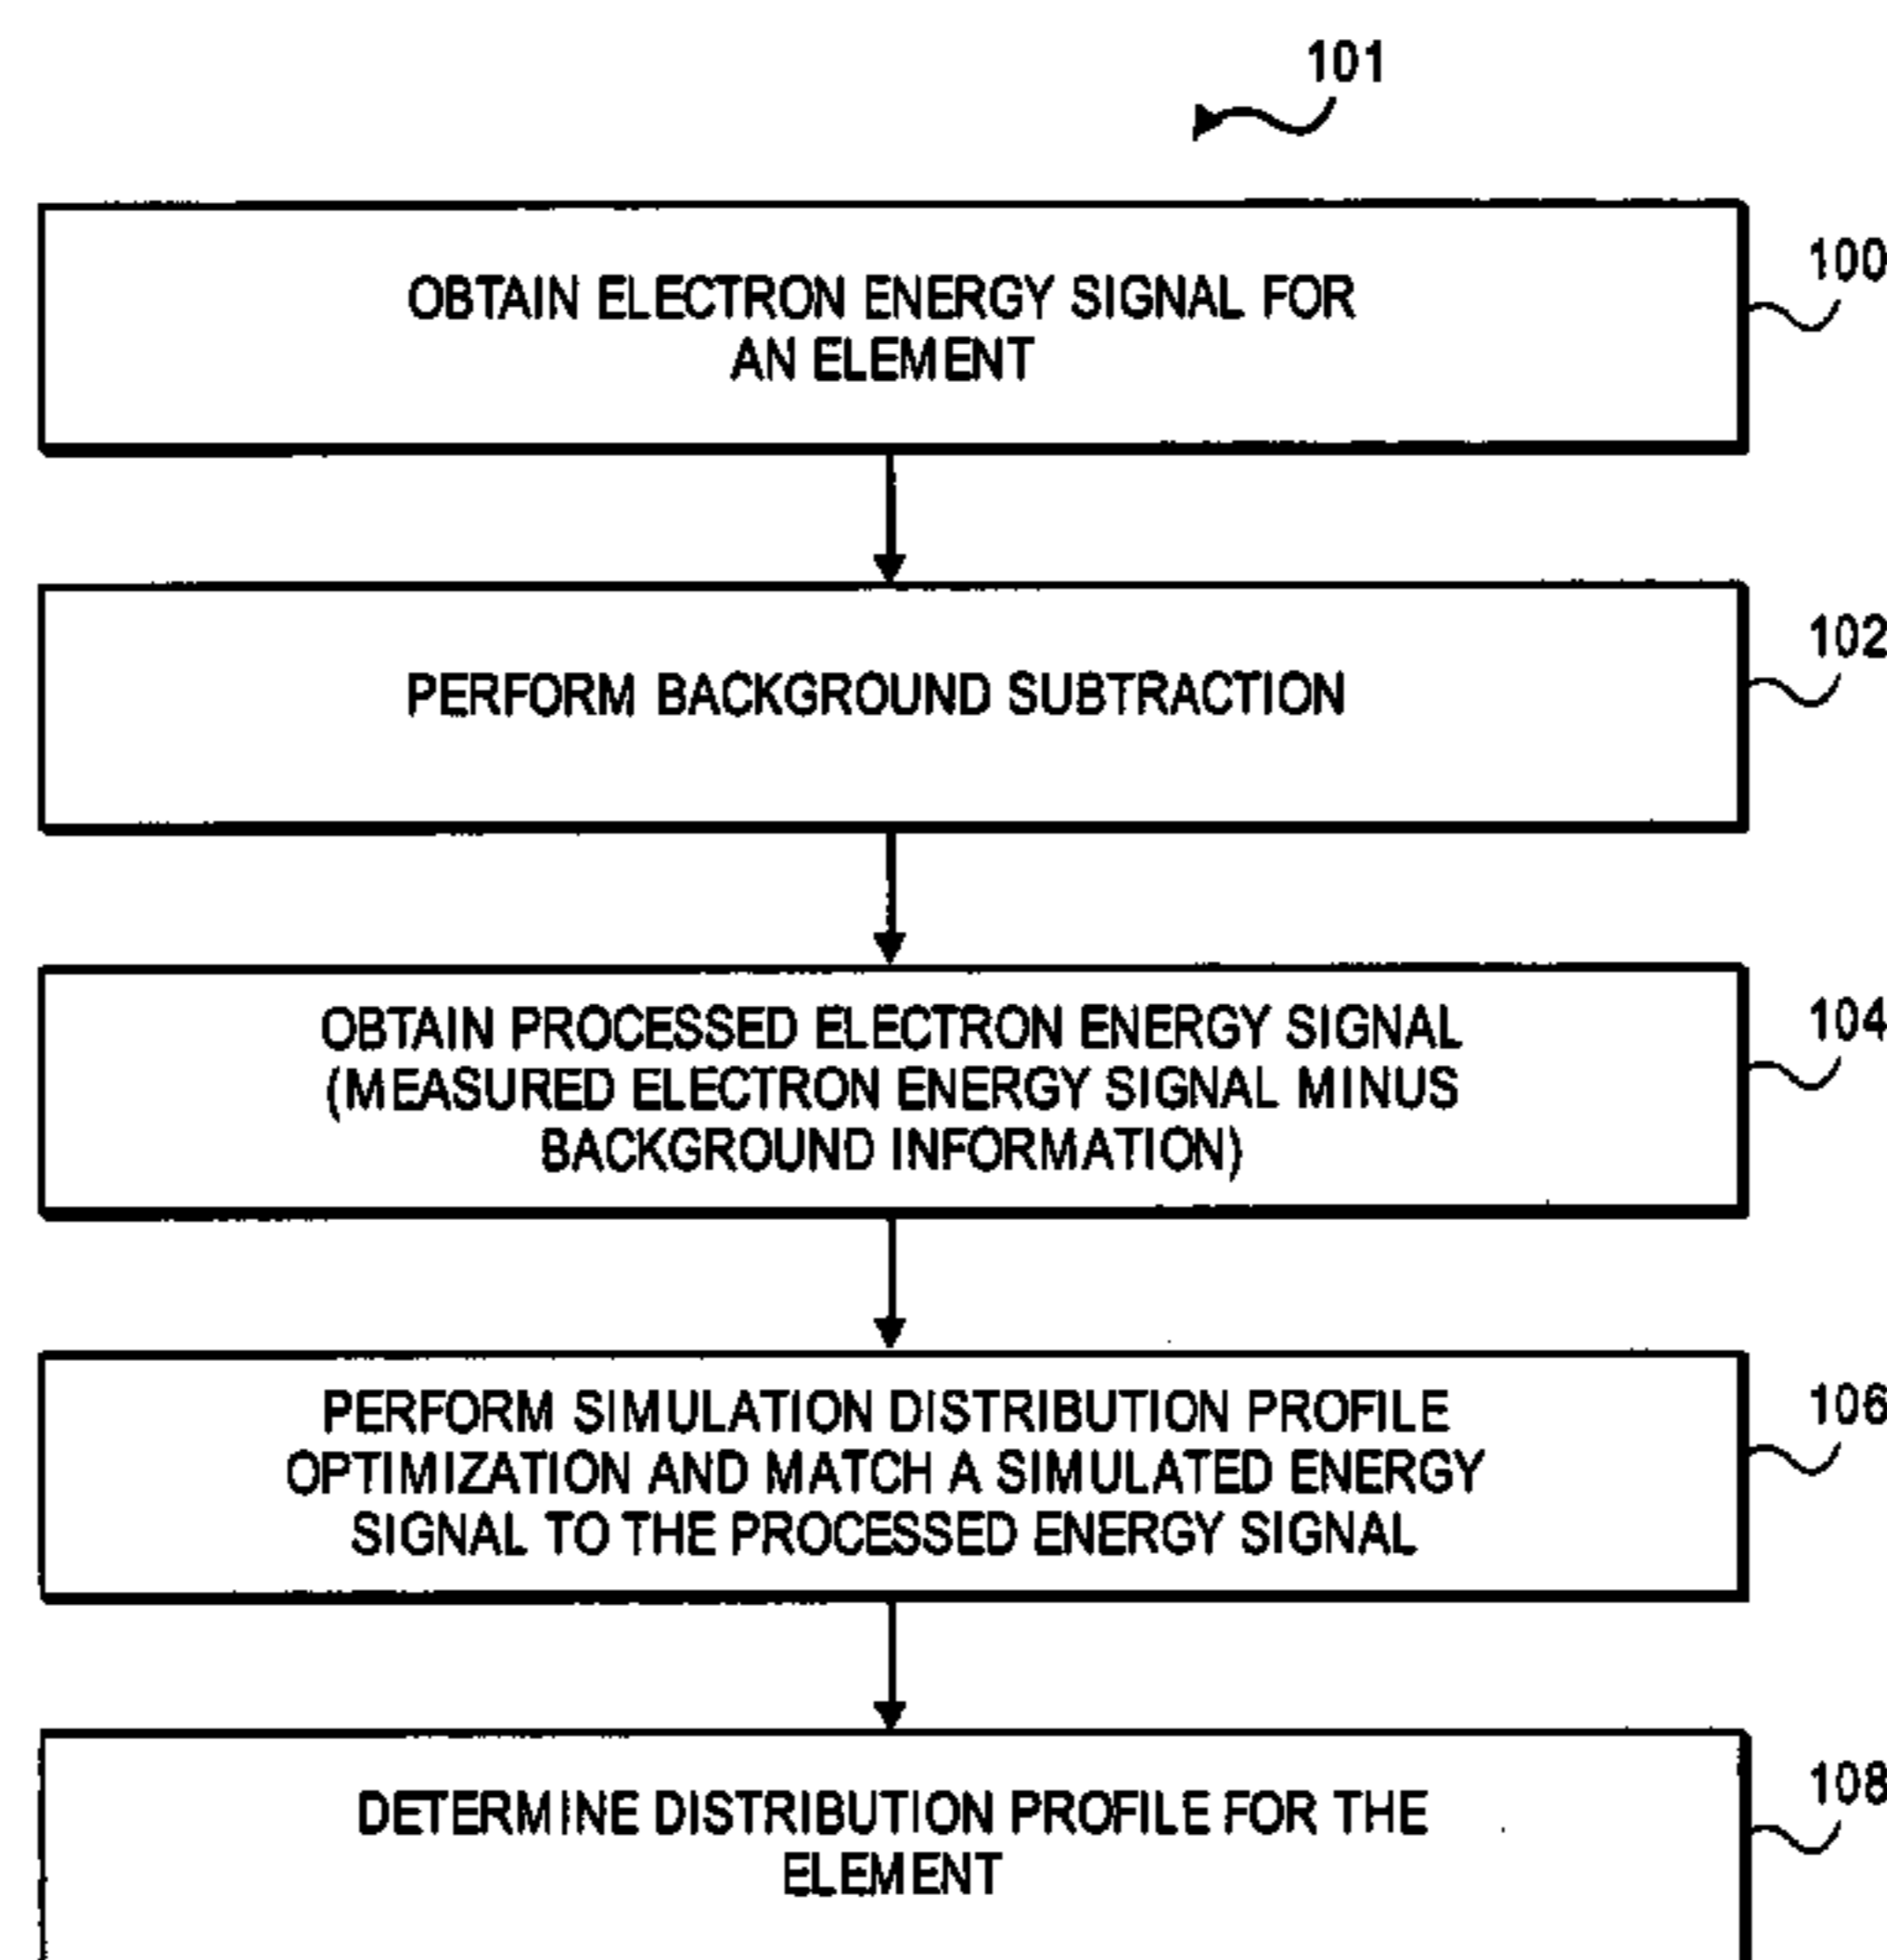 101
OBTAIN ELECTRON ENERGY SIGNAL FOR
AN ELEMENT
100
PERFORM BACKGROUND SUBTRACTION
102
OBTAIN PROCESSED ELECTRON ENERGY SIGNAL
(MEASURED ELECTRON ENERGY SIGNAL MINUS
BACKGROUND INFORMATION)
104
PERFORM SIMULATION DISTRIBUTION PROFILE
OPTIMIZATION AND MATCH A SIMULATED ENERGY
SIGNAL TO THE PROCESSED ENERGY SIGNAL
106
DETERMINE DISTRIBUTION PROFILE FOR THE
ELEMENT
108